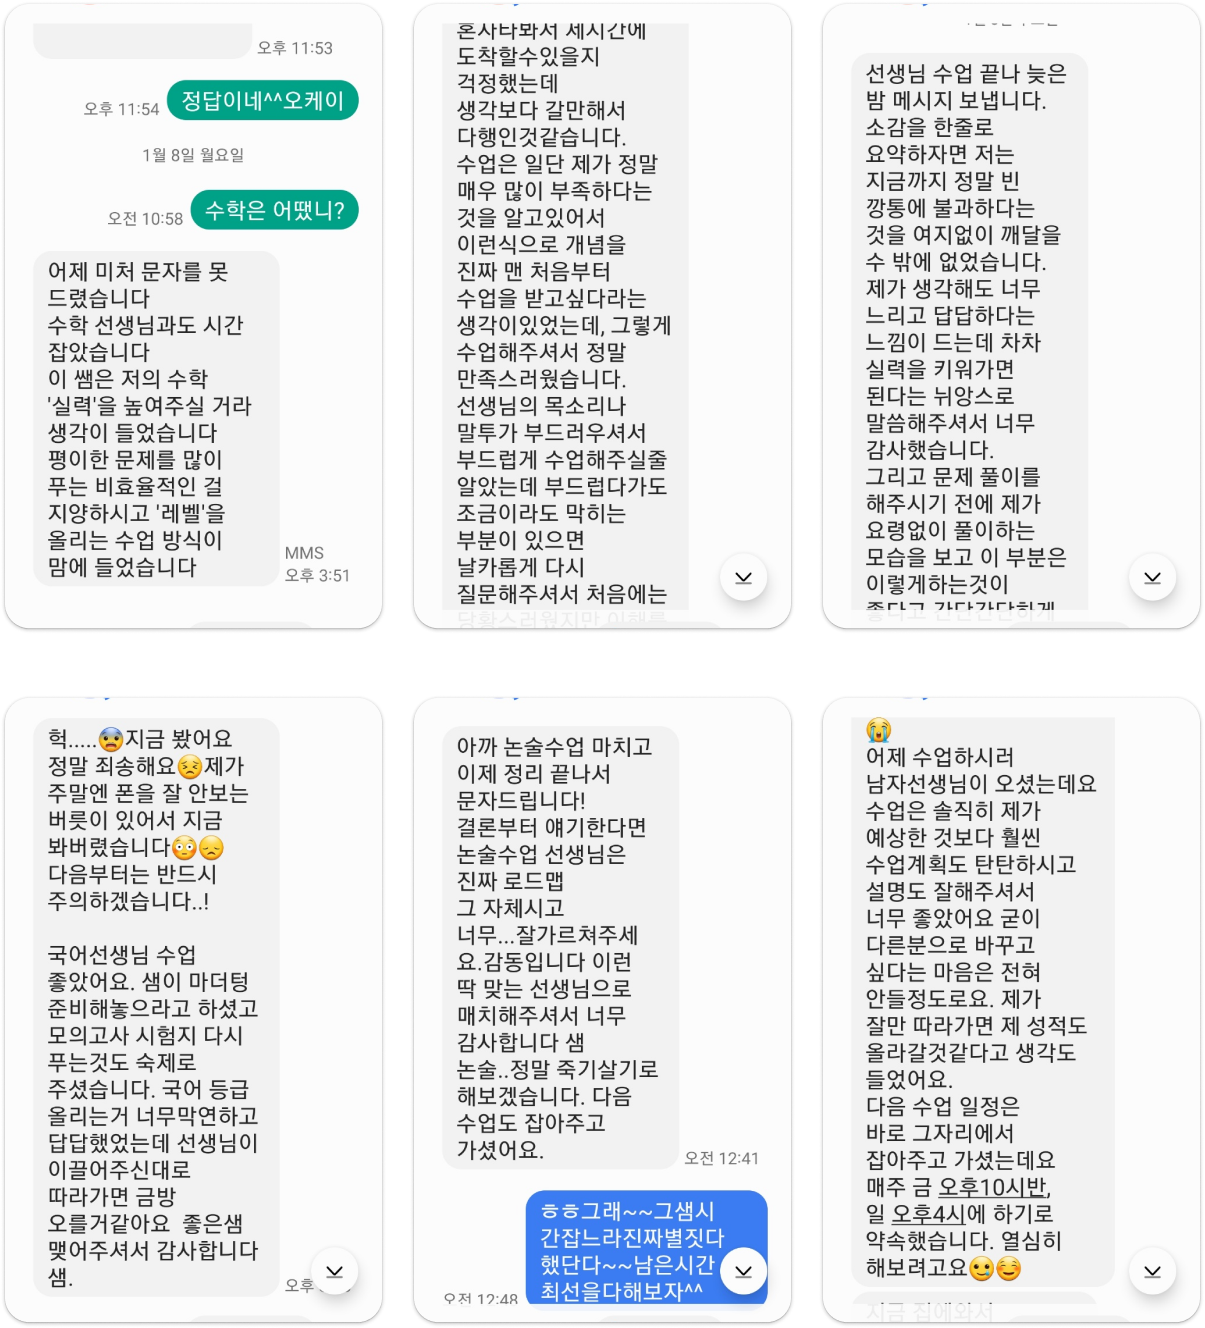 오후 11:53
오후 11:54 정답이네^^오케이
1월 8일 월요일
오전 10:58 수학은 어땠니?
어제 미처 문자를 못
드렸습니다
수학 선생님과도 시간
잡았습니다
이 쌤은 저의 수학
'실력'을 높여주실 거라
생각이 들었습니다
평이한 문제를 많이
푸는 비효율적인 걸
지양하시고 '레벨'을
올리는 수업 방식이
맘에 들었습니다
MMS
오후 3:51
혼자타봐서 제시간에
도착할수있을지
걱정했는데
생각보다 갈만해서
다행인것같습니다.
수업은 일단 제가 정말
매우 많이 부족하다는
것을 알고있어서
이런식으로 개념을
진짜 맨 처음부터
수업을 받고싶다라는
생각이있었는데, 그렇게
수업해주셔서 정말
만족스러웠습니다.
선생님의 목소리나
말투가 부드러우셔서
부드럽게 수업해주실줄
알았는데 부드럽다가도
조금이라도 막히는
부분이 있으면
날카롭게 다시
질문해주셔서 처음에는
당황스러웠지만 이해를
선생님 수업 끝나 늦은
밤 메시지 보냅니다.
소감을 한줄로
요약하자면 저는
지금까지 정말 빈
깡통에 불과하다는
것을 여지없이 깨달을
수 밖에 없었습니다.
제가 생각해도 너무
느리고 답답하다는
느낌이 드는데 차차
실력을 키워가면
된다는 뉘앙스로
말씀해주셔서 너무
감사했습니다.
그리고 문제 풀이를
해주시기 전에 제가
요령없이 풀이하는
모습을 보고 이 부분은
이렇게하는것이
좋다고 간단간단하게
헉.....😨지금 봤어요
정말 죄송해요😣제가
주말엔 폰을 잘 안보는
버릇이 있어서 지금
봐버렸습니다😳😞
다음부터는 반드시
주의하겠습니다..!
국어선생님 수업
좋았어요. 샘이 마더텅
준비해놓으라고 하셨고
모의고사 시험지 다시
푸는것도 숙제로
주셨습니다. 국어 등급
올리는거 너무막연하고
답답했었는데 선생님이
이끌어주신대로
따라가면 금방
오를거같아요 좋은샘
맺어주셔서 감사합니다
샘.
오후
아까 논술수업 마치고
이제 정리 끝나서
문자드립니다!
결론부터 얘기한다면
논술수업 선생님은
진짜 로드맵
그 자체시고
너무...잘가르쳐주세
요.감동입니다 이런
딱 맞는 선생님으로
매치해주셔서 너무
감사합니다 샘
논술..정말 죽기살기로
해보겠습니다. 다음
수업도 잡아주고
가셨어요.
오전 12:41
ㅎㅎ그래~~그샘시
간잡느라진짜별짓다
했단다~~남은시간
최선을다해보자^^
오전 12:48
😭
어제 수업하시러
남자선생님이 오셨는데요
수업은 솔직히 제가
예상한 것보다 훨씬
수업계획도 탄탄하시고
설명도 잘해주셔서
너무 좋았어요 굳이
다른분으로 바꾸고
싶다는 마음은 전혀
안들정도로요. 제가
잘만 따라가면 제 성적도
올라갈것같다고 생각도
들었어요.
다음 수업 일정은
바로 그자리에서
잡아주고 가셨는데요
매주 금 오후10시반,
일 오후4시에 하기로
약속했습니다. 열심히
해보려고요🥲☺️
지금 집에와서